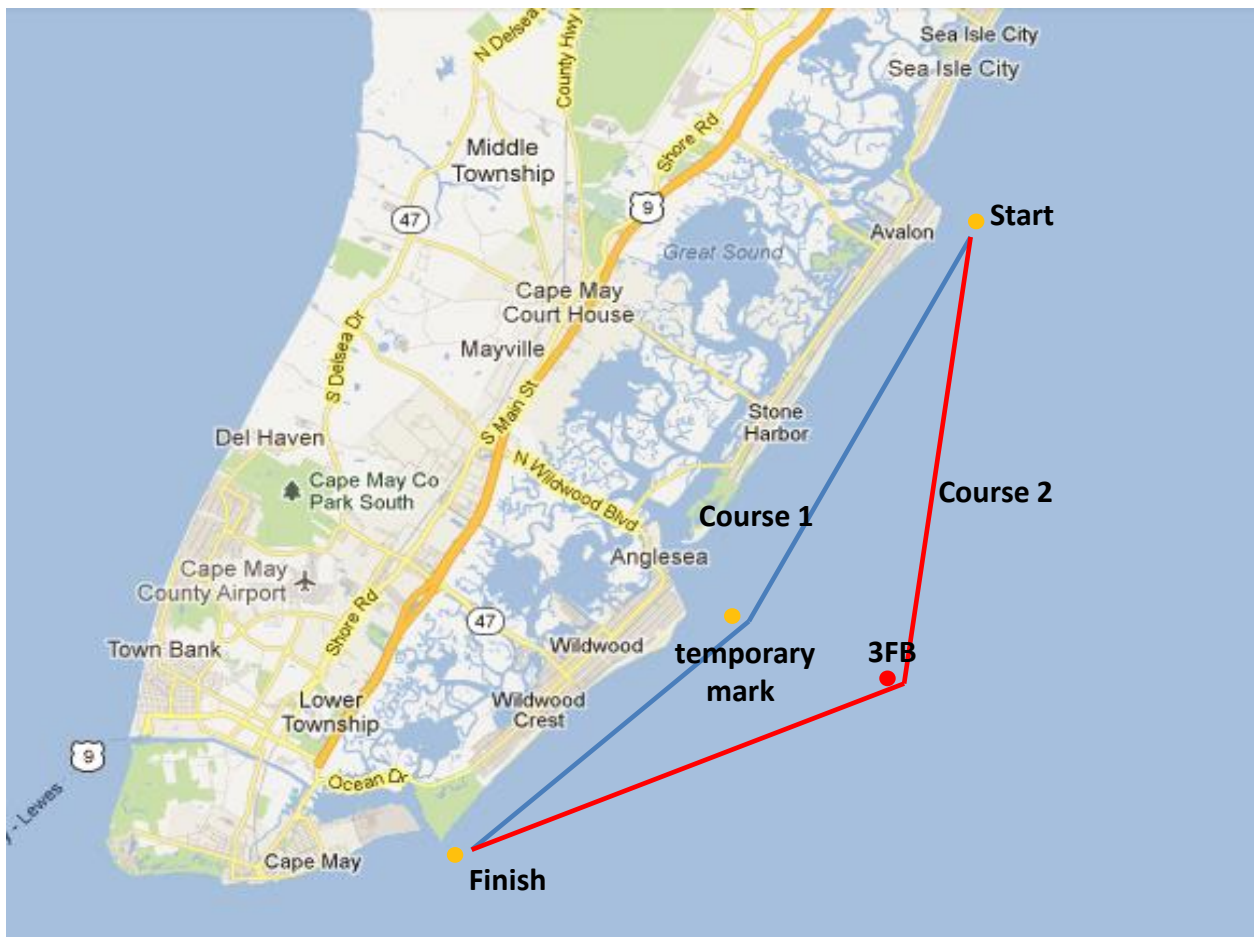 Sea Isle City
Sea Isle City
N Delsea
County Hwy
Shore Rd
Middle
Township
9
47
Start
Avalon
Great Sound
Cape May
Court House
S Delsea Dr
Mayville
S Main St
Stone
Harbor
Del Haven
N Wildwood Blvd
Cape May Co
Park South
Course 2
Course 1
Anglesea
Cape May
County Airport
47
Shore Rd
Town Bank
Wildwood
temporary
mark
3FB
Lower
Township
Wildwood
Crest
9
Ocean Dr
- Lewes
Cape May
Finish